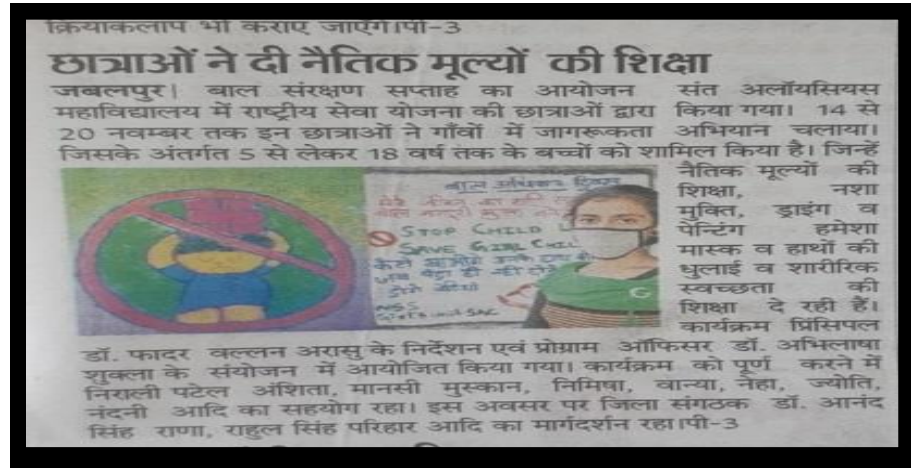 क्रियाकलाप भी कराए जाएंगे।पी-3
छात्राओं ने दी नैतिक मूल्यों की शिक्षा
जबलपुर। बाल संरक्षण सप्ताह का आयोजन संत अलॉयसियस
महाविद्यालय में राष्ट्रीय सेवा योजना की छात्राओं द्वारा किया गया। 14 से
20 नवम्बर तक इन छात्राओं ने गाँवों में जागरूकता अभियान चलाया।
जिसके अंतर्गत 5 से लेकर 18 वर्ष तक के बच्चों को शामिल किया है। जिन्हें
नैतिक मूल्यों की
शिक्षा, नशा
मुक्ति, ड्राइंग व
पेन्टिंग हमेशा
मास्क व हाथों की
धुलाई व शारीरिक
स्वच्छता की
शिक्षा दे रही हैं।
कार्यक्रम प्रिंसिपल
बाल अधिकार दिवस
STOP CHILD L
SAVE GIRL CHIL
NSS
डॉ. फादर वल्लन अरासु के निर्देशन एवं प्रोग्राम ऑफिसर डॉ. अभिलाषा
शुक्ला के संयोजन में आयोजित किया गया। कार्यक्रम को पूर्ण करने में
निराली पटेल अंशिता, मानसी मुस्कान, निमिषा, वान्या, नेहा, ज्योति,
नंदनी आदि का सहयोग रहा। इस अवसर पर जिला संगठक डॉ. आनंद
सिंह राणा, राहुल सिंह परिहार आदि का मार्गदर्शन रहा।पी-3